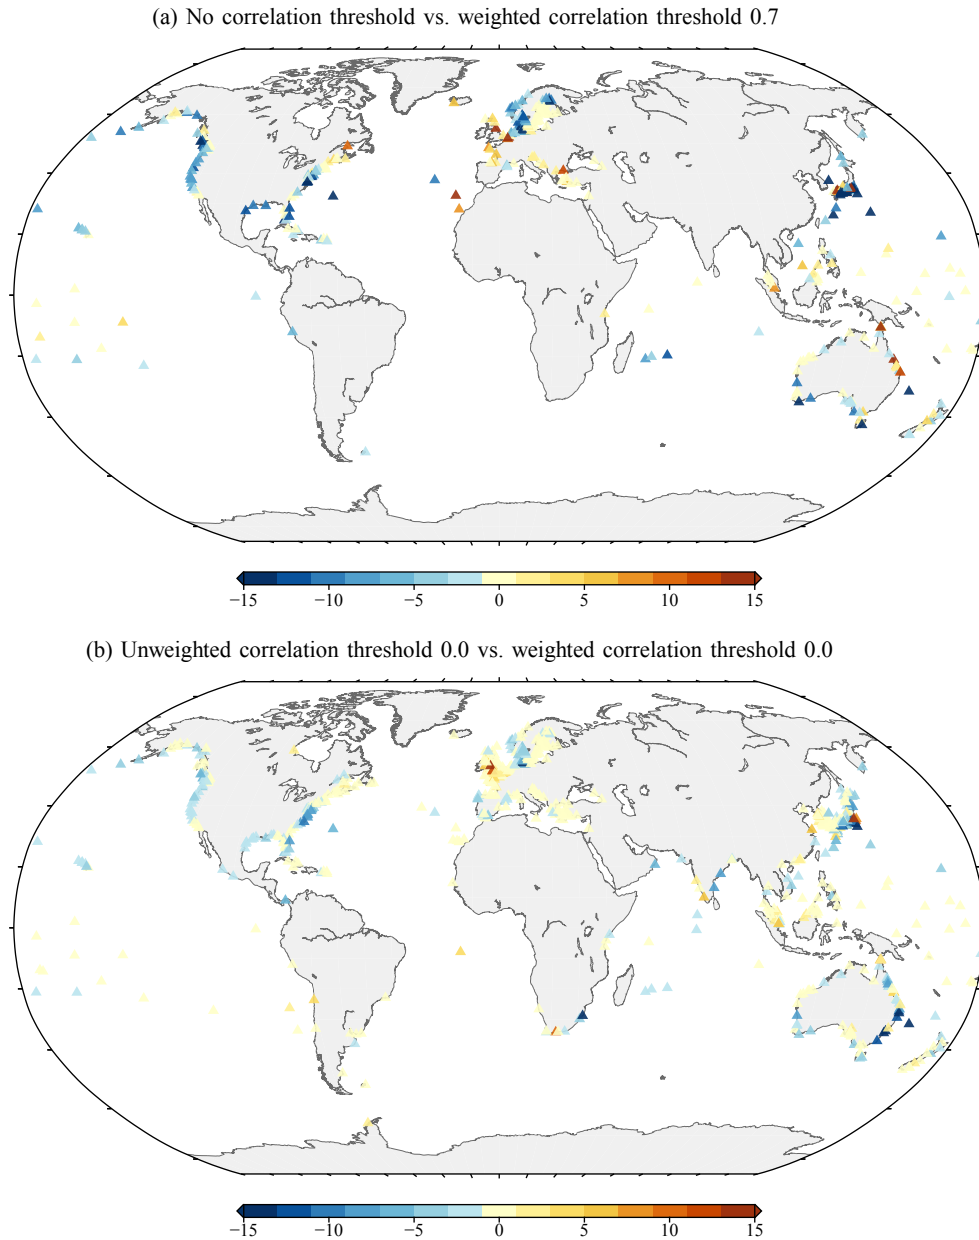 (a) No correlation threshold vs. weighted correlation threshold 0.7
−15 −10 −5 0 5 10 15
(b) Unweighted correlation threshold 0.0 vs. weighted correlation threshold 0.0
−15 −10 −5 0 5 10 15